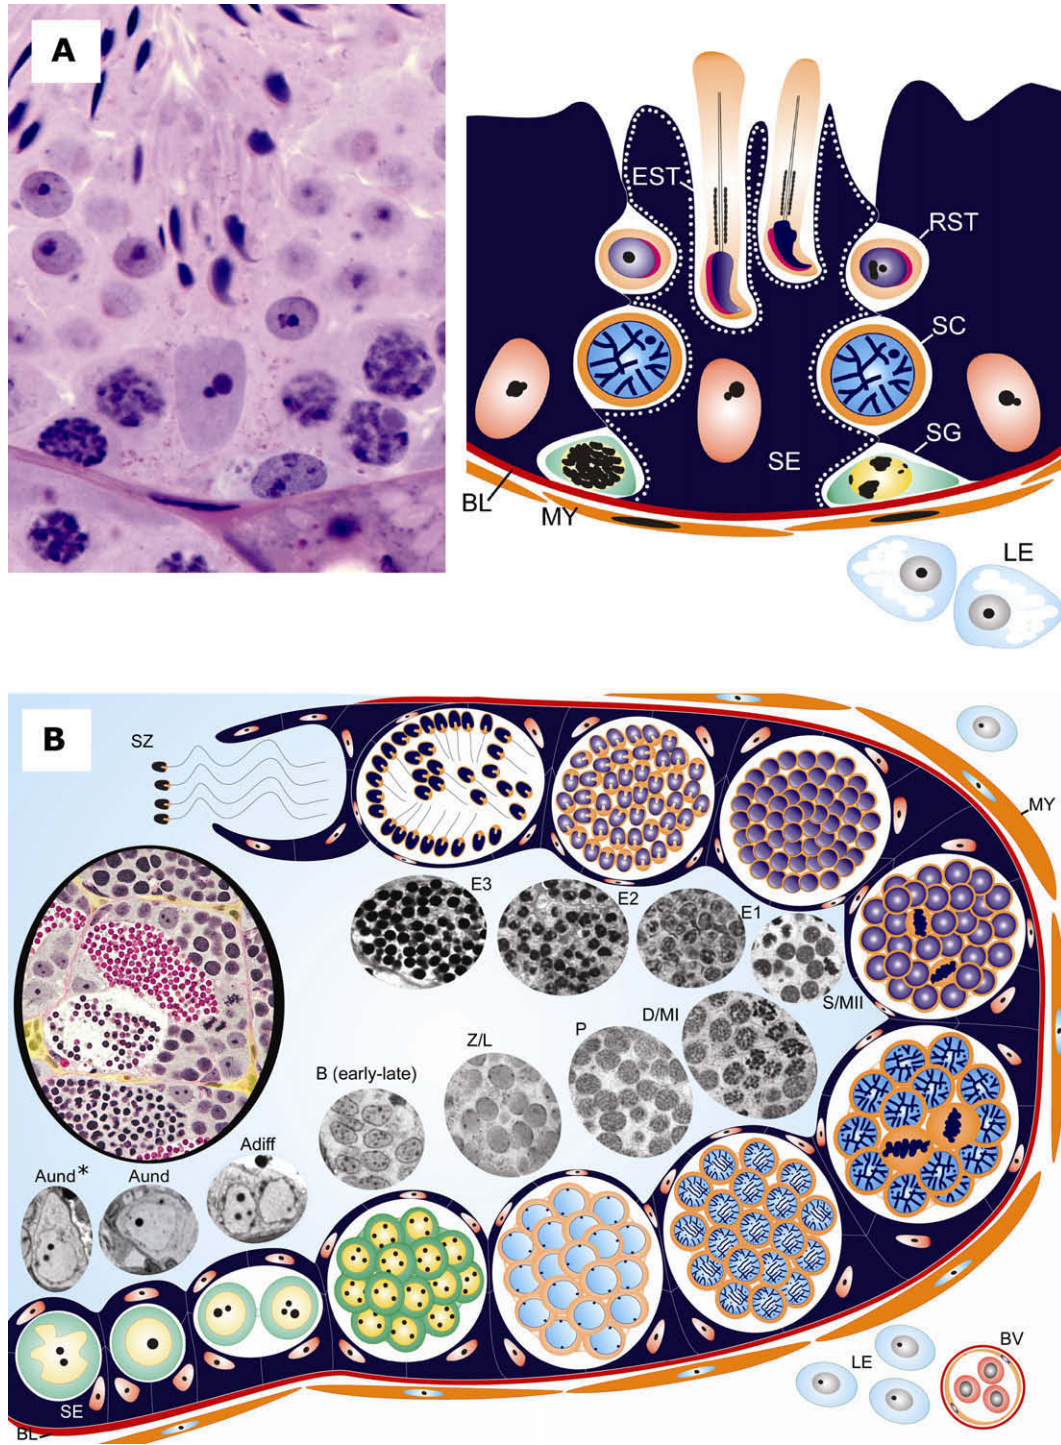 A
EST
RST
SC
SG
SE
BL
MY
LE
B
SZ
MY
E3
E2
E1
S/MII
D/MI
P
Z/L
B (early-late)
Adiff
Aund*
Aund
SE
BL
LE
BV